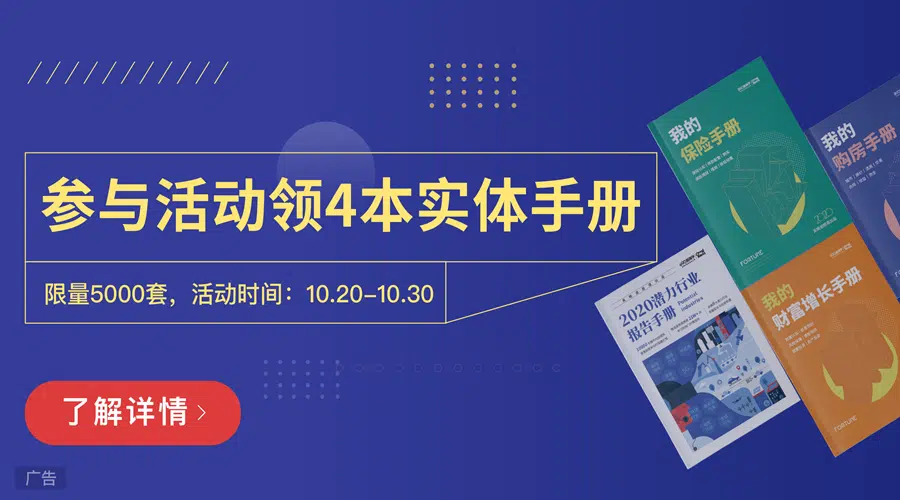 参与活动领4本实体手册
限量5000套，活动时间：10.20-10.30
了解详情
广告
我的
保险手册
FORTUNE
我的
购房手册
2020潜力行业
报告手册
Potential
Industries
我的
财富增长手册
FORTUNE